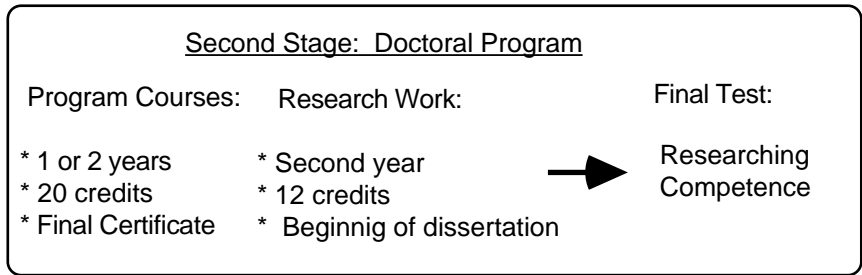 Second Stage: Doctoral Program
Program Courses:
* 1 or 2 years
* 20 credits
* Final Certificate
Research Work:
* Second year
* 12 credits
* Beginnig of dissertation
Final Test:
Researching
Competence